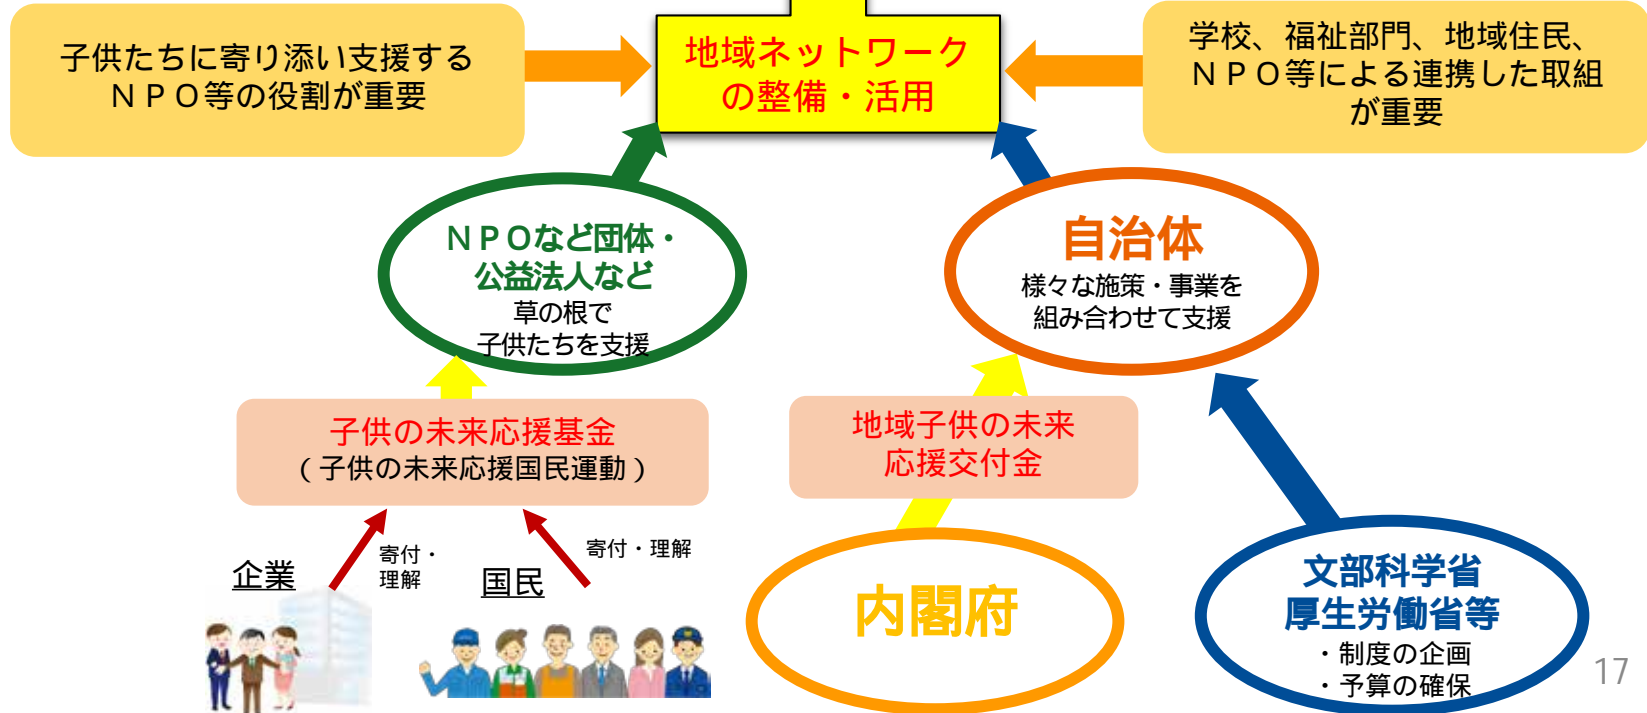 子供たちに寄り添い支援する
ＮＰＯ等の役割が重要
地域ネットワーク
の整備・活用
学校、福祉部門、地域住民、
ＮＰＯ等による連携した取組
が重要
ＮＰＯなど団体・
公益法人など
草の根で
子供たちを支援
自治体
様々な施策・事業を
組み合わせて支援
子供の未来応援基金
（子供の未来応援国民運動）
地域子供の未来
応援交付金
企業
寄付・
理解
国民
寄付・理解
内閣府
文部科学省
厚生労働省等
・制度の企画
・予算の確保
17